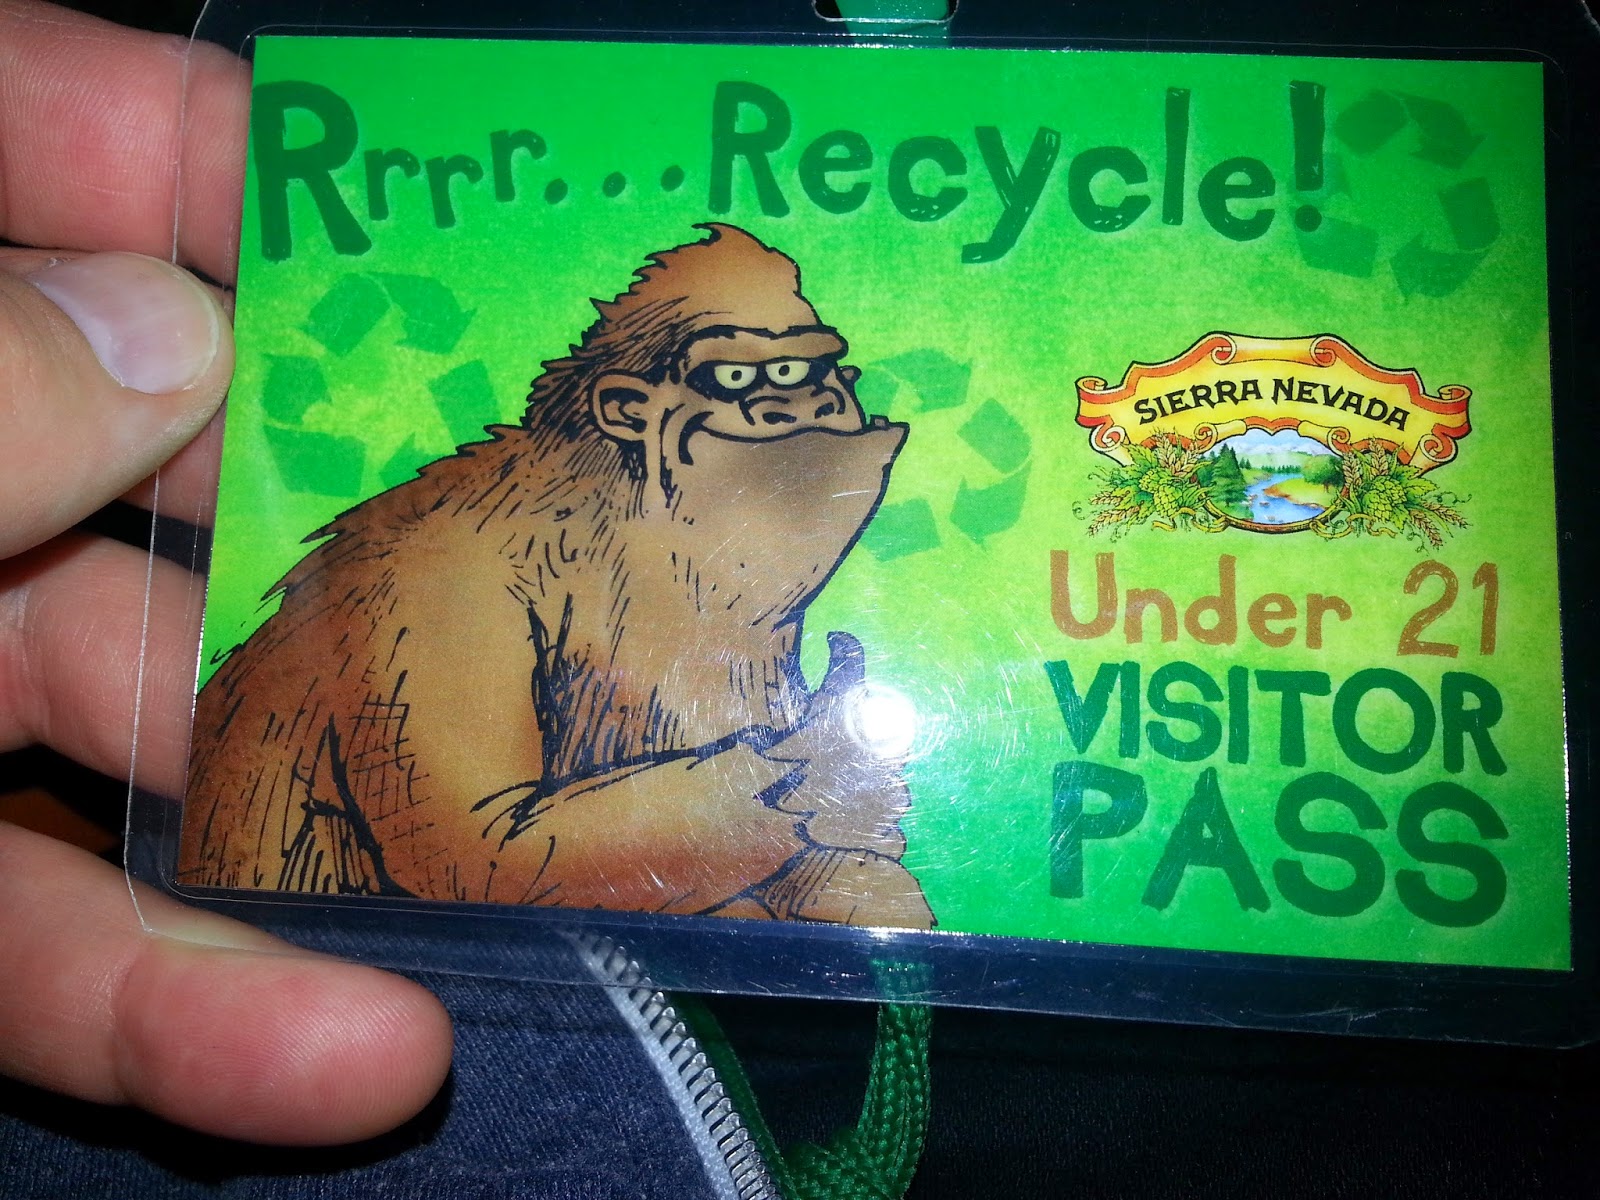 Rrrr...Recycle!
SIERRA NEVADA
Under 21
VISITOR
PASS